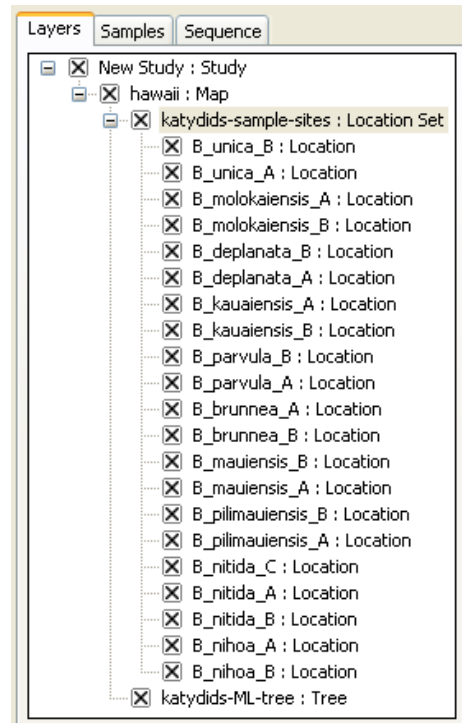 Layers Samples Sequence
New Study : Study
hawaii : Map
katydids-sample-sites : Location Set
B_unica_B : Location
B_unica_A : Location
B_molokaiensis_A : Location
B_molokaiensis_B : Location
B_deplanata_B : Location
B_deplanata_A : Location
B_kauaiensis_A : Location
B_kauaiensis_B : Location
B_parvula_B : Location
B_parvula_A : Location
B_brunnea_A : Location
B_brunnea_B : Location
B_mauiensis_B : Location
B_mauiensis_A : Location
B_pilimauiensis_B : Location
B_pilimauiensis_A : Location
B_nitida_C : Location
B_nitida_A : Location
B_nitida_B : Location
B_nihoa_A : Location
B_nihoa_B : Location
katydids-ML-tree : Tree